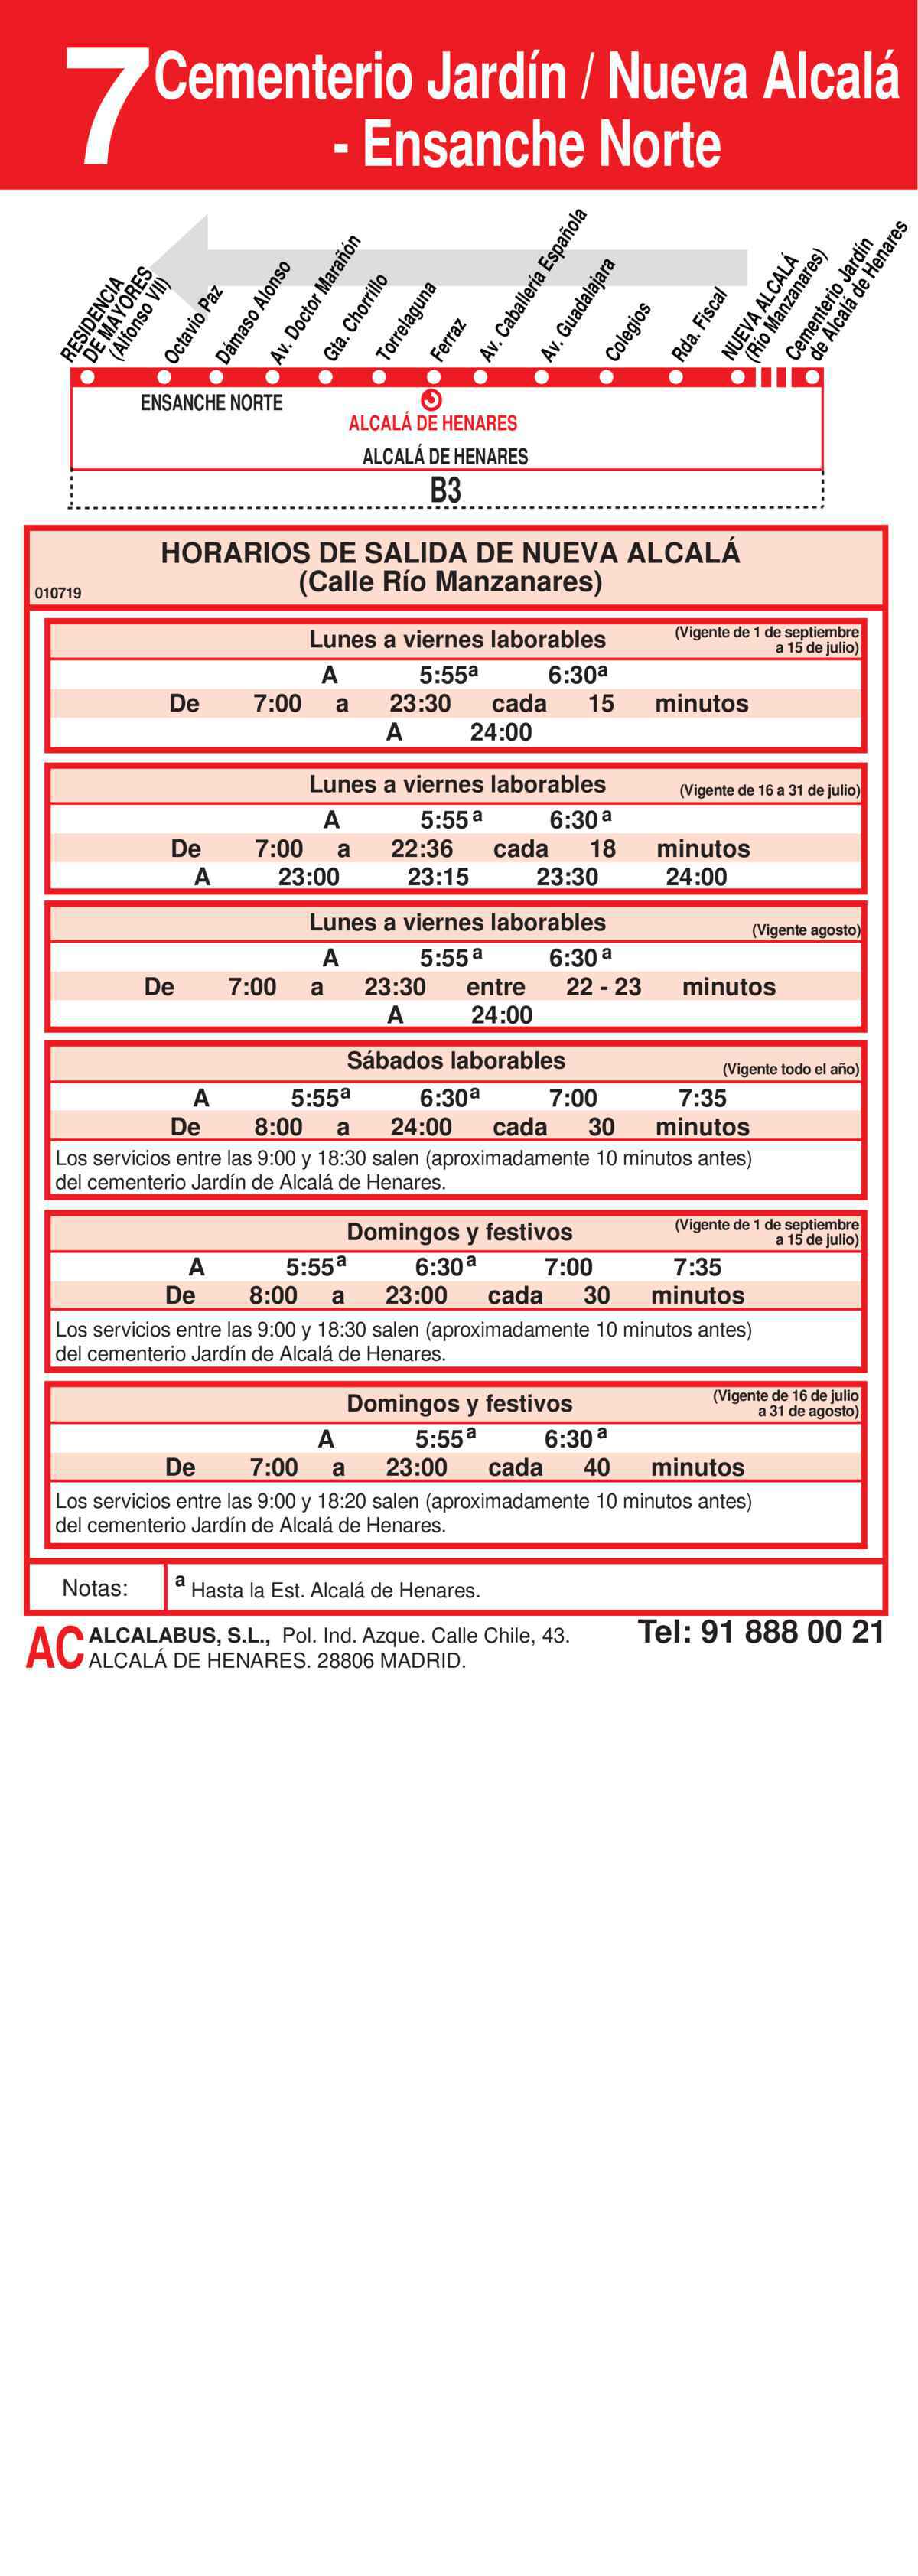 7 Cementerio Jardín / Nueva Alcalá
- Ensanche Norte
RESIDENCIA
DE MAYORES
(Alfonso VII)
Octavio Paz
Dámaso Alonso
Av. Doctor Marañón
Gta. Chorrillo
Torrelaguna
Ferraz
Av. Caballería Española
Av. Guadalajara
Colegios
Rda. Fiscal
NUEVA ALCALÁ
(Río Manzanares)
Cementerio Jardín
de Alcalá de Henares
ENSANCHE NORTE
ALCALÁ DE HENARES
ALCALÁ DE HENARES
B3
HORARIOS DE SALIDA DE NUEVA ALCALÁ
(Calle Río Manzanares)
010719
Lunes a viernes laborables (Vigente de 1 de septiembre
a 15 de julio)
A 5:55ª 6:30ª
De 7:00 a 23:30 cada 15 minutos
A 24:00
Lunes a viernes laborables (Vigente de 16 a 31 de julio)
A 5:55ª 6:30ª
De 7:00 a 22:36 cada 18 minutos
A 23:00 23:15 23:30 24:00
Lunes a viernes laborables (Vigente agosto)
A 5:55ª 6:30ª
De 7:00 a 23:30 entre 22 - 23 minutos
A 24:00
Sábados laborables (Vigente todo el año)
A 5:55ª 6:30ª 7:00 7:35
De 8:00 a 24:00 cada 30 minutos
Los servicios entre las 9:00 y 18:30 salen (aproximadamente 10 minutos antes)
del cementerio Jardín de Alcalá de Henares.
Domingos y festivos (Vigente de 1 de septiembre
a 15 de julio)
A 5:55ª 6:30ª 7:00 7:35
De 8:00 a 23:00 cada 30 minutos
Los servicios entre las 9:00 y 18:30 salen (aproximadamente 10 minutos antes)
del cementerio Jardín de Alcalá de Henares.
Domingos y festivos (Vigente de 16 de julio
a 31 de agosto)
A 5:55ª 6:30ª
De 7:00 a 23:00 cada 40 minutos
Los servicios entre las 9:00 y 18:20 salen (aproximadamente 10 minutos antes)
del cementerio Jardín de Alcalá de Henares.
Notas: ª Hasta la Est. Alcalá de Henares.
AC ALCALABUS, S.L., Pol. Ind. Azque. Calle Chile, 43. Tel: 91 888 00 21
ALCALÁ DE HENARES. 28806 MADRID.